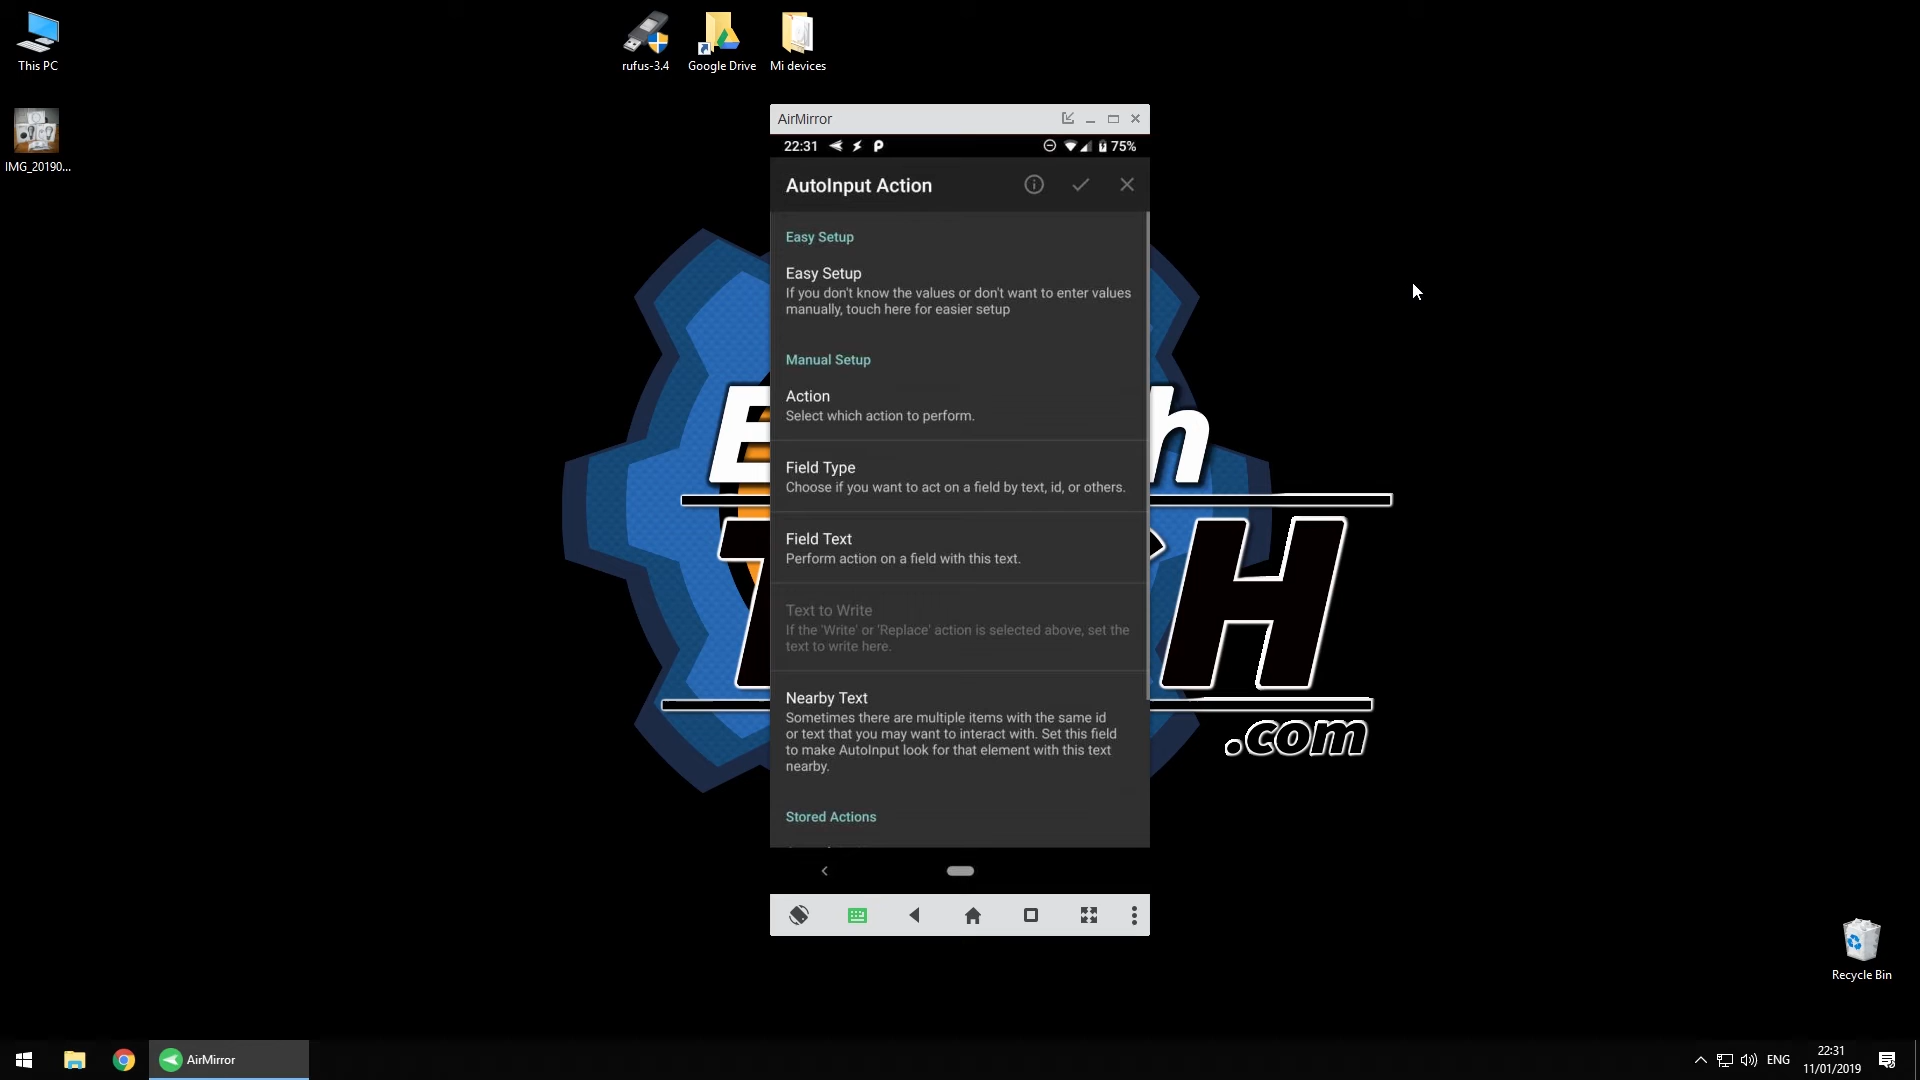 This PC
rufus-3.4
Google Drive
Mi devices
IMG_20190...
AirMirror
22:31
75%
AutoInput Action
Easy Setup
Easy Setup
If you don't know the values or don't want to enter values
manually, touch here for easier setup
Manual Setup
Action
Select which action to perform.
Field Type
Choose if you want to act on a field by text, id, or others.
Field Text
Perform action on a field with this text.
Text to Write
If the 'Write' or 'Replace' action is selected above, set the
text to write here.
Nearby Text
Sometimes there are multiple items with the same id
or text that you may want to interact with. Set this field
to make AutoInput look for that element with this text
nearby.
Stored Actions
.com
Recycle Bin
AirMirror
ENG
22:31
11/01/2019